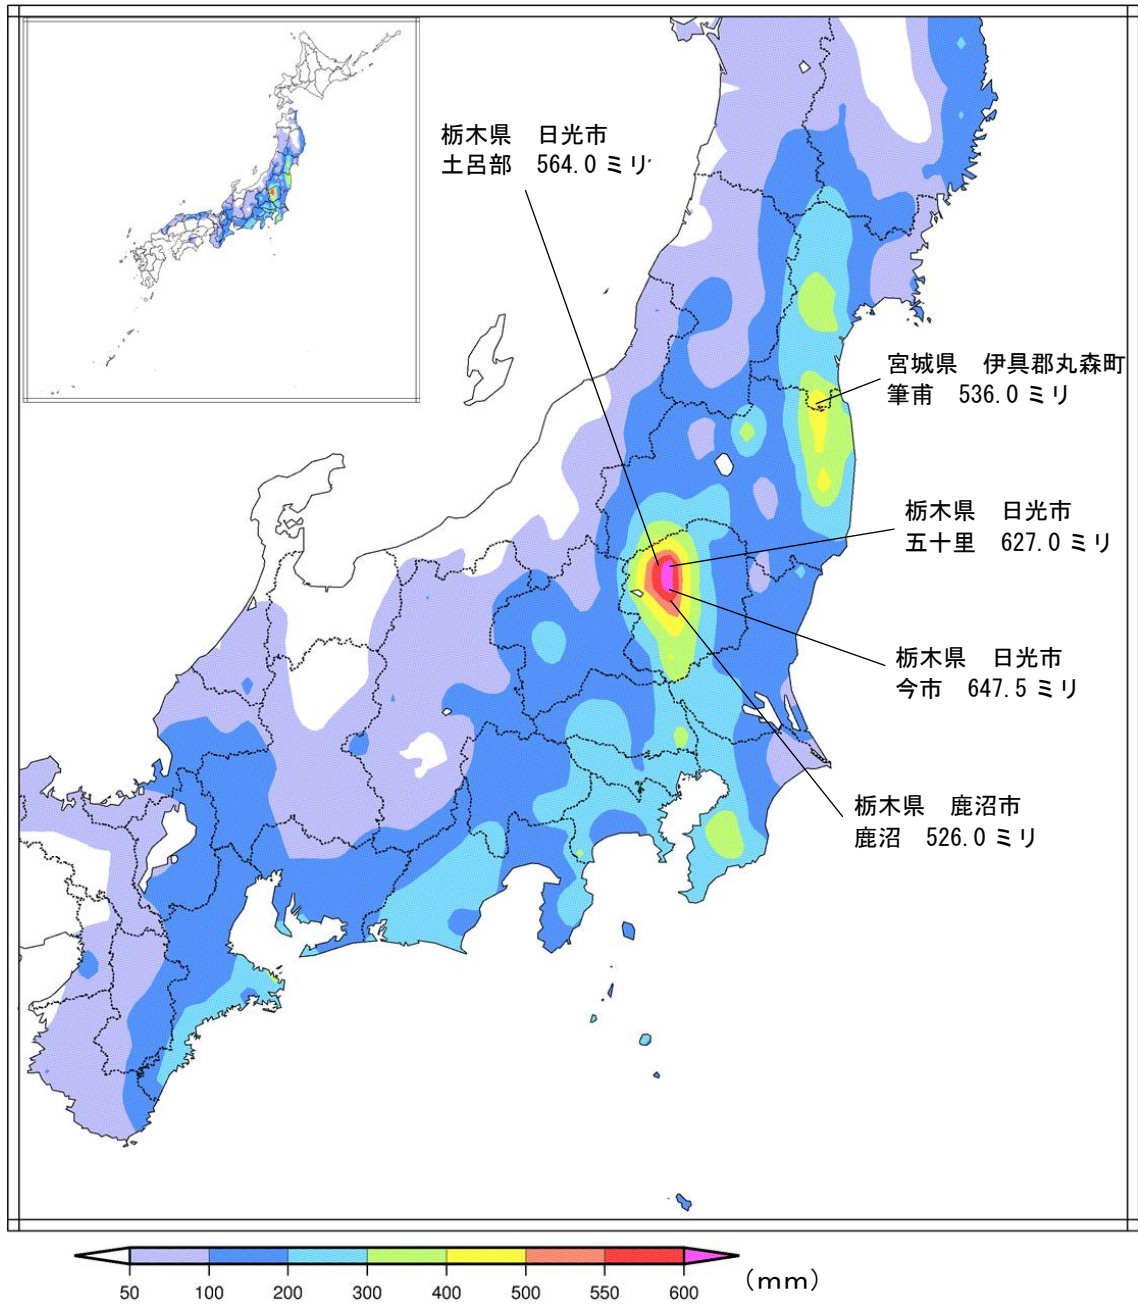 栃木県　日光市
土呂部　564.0 ミリ
宮城県　伊具郡丸森町
筆甫　536.0 ミリ
栃木県　日光市
五十里　627.0 ミリ
栃木県　日光市
今市　647.5 ミリ
栃木県　鹿沼市
鹿沼　526.0 ミリ
50 100 200 300 400 500 550 600 (mm)